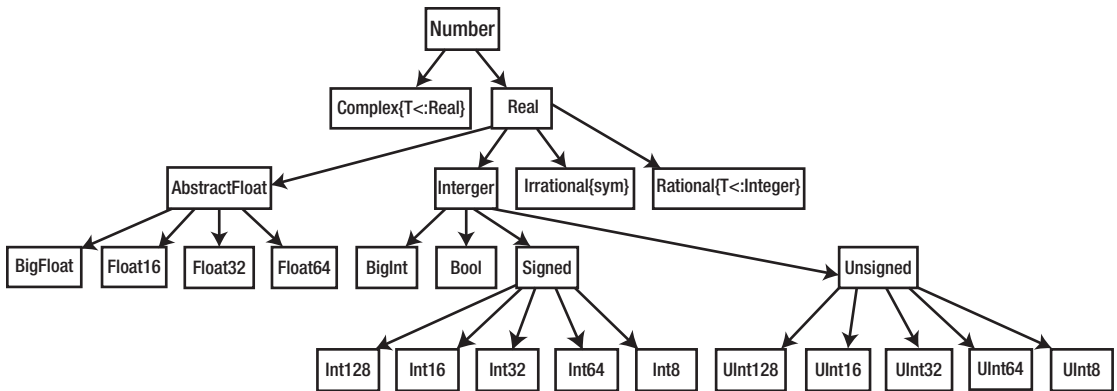 Number
Complex{T<:Real}
Real
AbstractFloat
Interger
Irrational{sym}
Rational{T<:Integer}
BigFloat
Float16
Float32
Float64
BigInt
Bool
Signed
Unsigned
Int128
Int16
Int32
Int64
Int8
UInt128
UInt16
UInt32
UInt64
UInt8